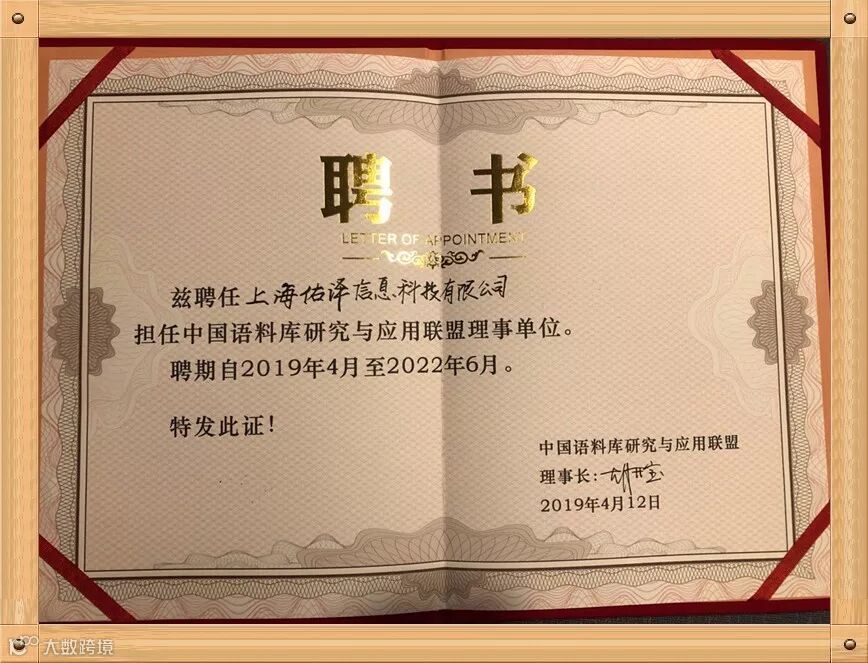 聘书
LETTER OF APPOINTMENT
兹聘任上海佑泽信息科技有限公司
担任中国语料库研究与应用联盟理事单位。
聘期自2019年4月至2022年6月。
特发此证！
中国语料库研究与应用联盟
理事长：胡开宝
2019年4月12日
大数跨境